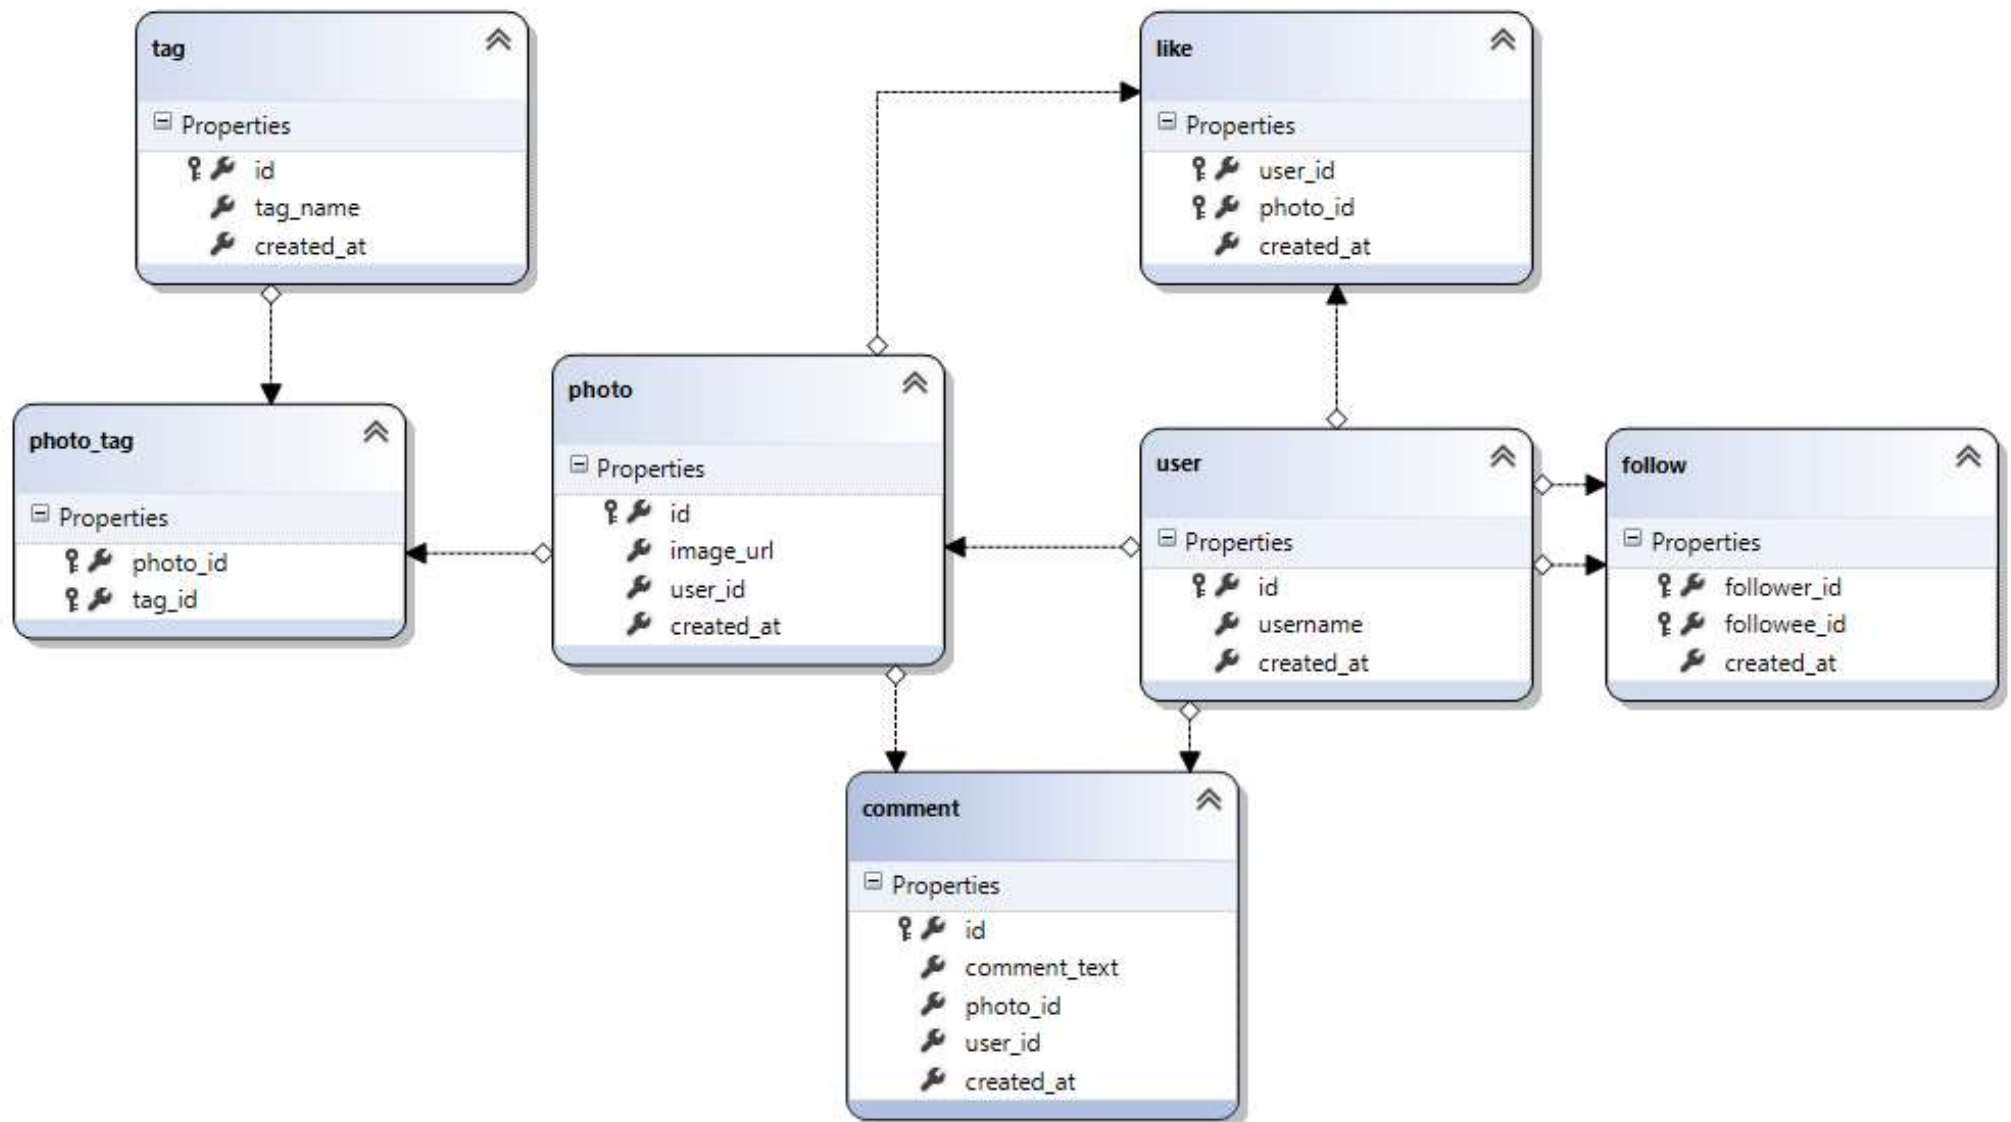 tag
Properties
id
tag_name
created_at
like
Properties
user_id
photo_id
created_at
photo_tag
Properties
photo_id
tag_id
photo
Properties
id
image_url
user_id
created_at
user
Properties
id
username
created_at
follow
Properties
follower_id
followee_id
created_at
comment
Properties
id
comment_text
photo_id
user_id
created_at